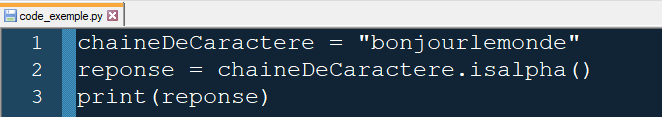 code_exemple.py
1 chaineDeCaractere = "bonjourlemonde"
2 reponse = chaineDeCaractere.isalpha()
3 print(reponse)